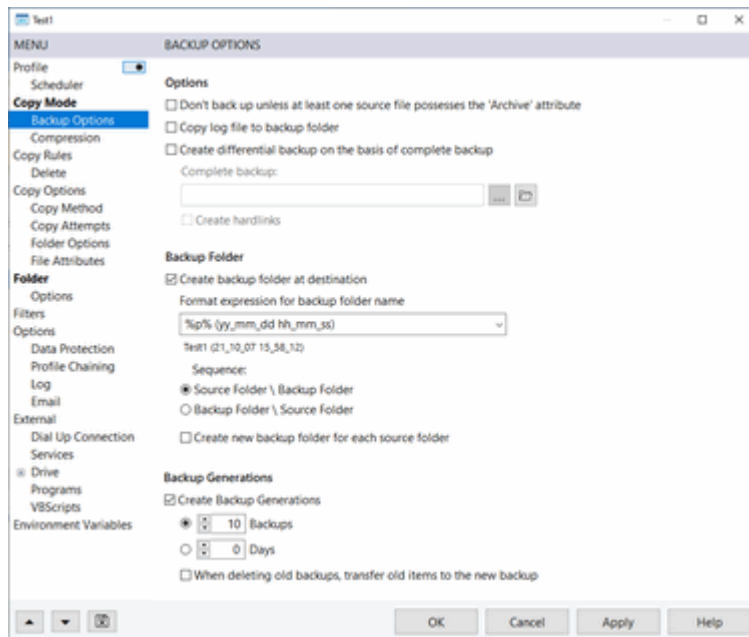 Test1
MENU
BACKUP OPTIONS
Profile
Scheduler
Copy Mode
Backup Options
Compression
Copy Rules
Delete
Copy Options
Copy Method
Copy Attempts
Folder Options
File Attributes
Folder
Options
Filters
Options
Data Protection
Profile Chaining
Log
Email
External
Dial Up Connection
Services
Drive
Programs
VBScripts
Environment Variables
Options
Don't back up unless at least one source file possesses the 'Archive' attribute
Copy log file to backup folder
Create differential backup on the basis of complete backup
Complete backup:
...
Create hardlinks
Backup Folder
Create backup folder at destination
Format expression for backup folder name
%p% (yy_mm_dd hh_mm_ss)
Test1 (21_10_07 15_58_12)
Sequence:
Source Folder \ Backup Folder
Backup Folder \ Source Folder
Create new backup folder for each source folder
Backup Generations
Create Backup Generations
10 Backups
0 Days
When deleting old backups, transfer old items to the new backup
OK
Cancel
Apply
Help